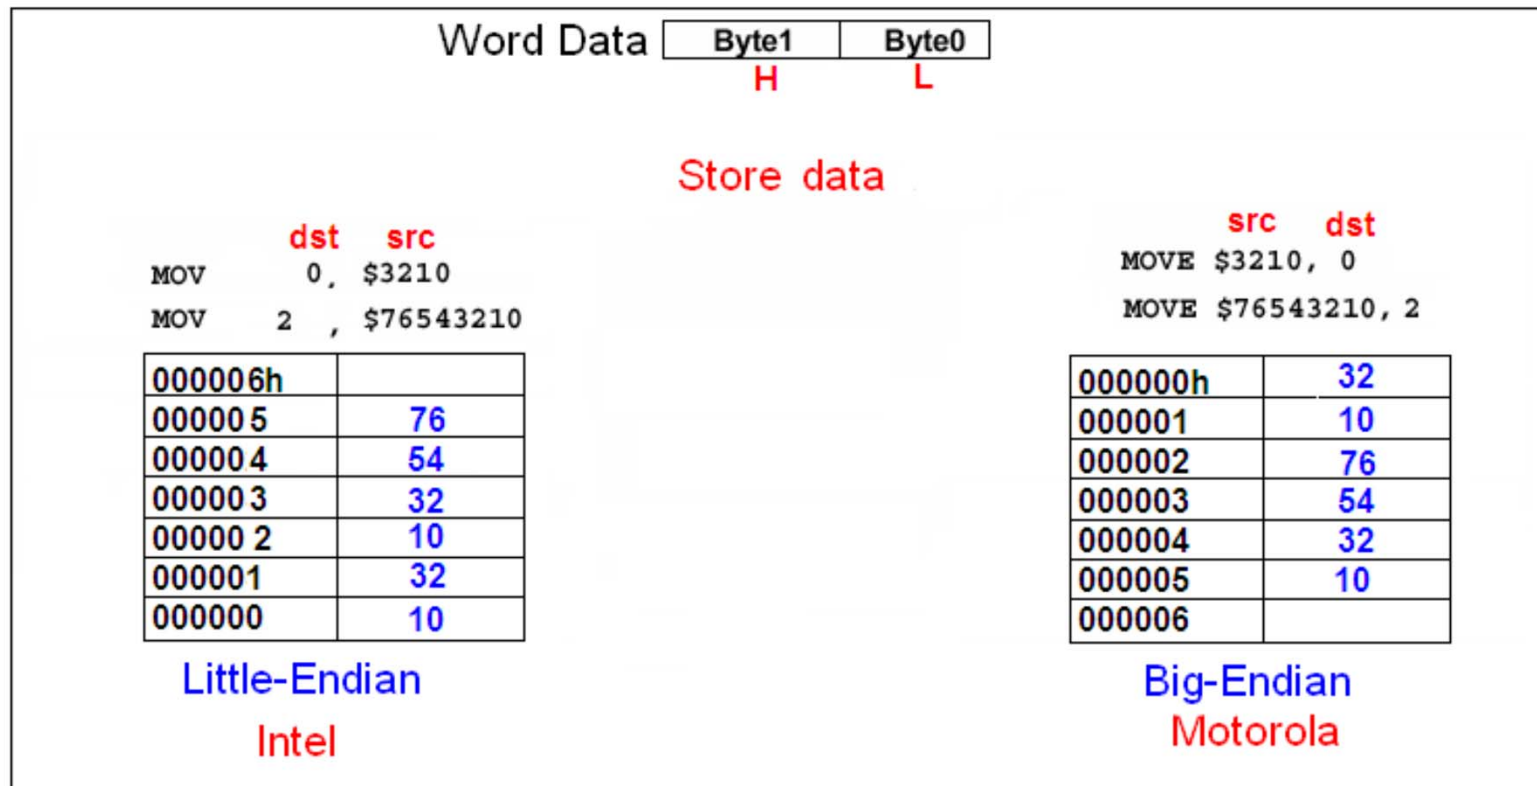 Word Data Byte1 Byte0
H L
Store data
dst src
MOV 0, $3210
MOV 2 , $76543210
000006h
000005 76
000004 54
000003 32
000002 10
000001 32
000000 10
Little-Endian
Intel
src dst
MOVE $3210, 0
MOVE $76543210, 2
000000h 32
000001 10
000002 76
000003 54
000004 32
000005 10
000006
Big-Endian
Motorola